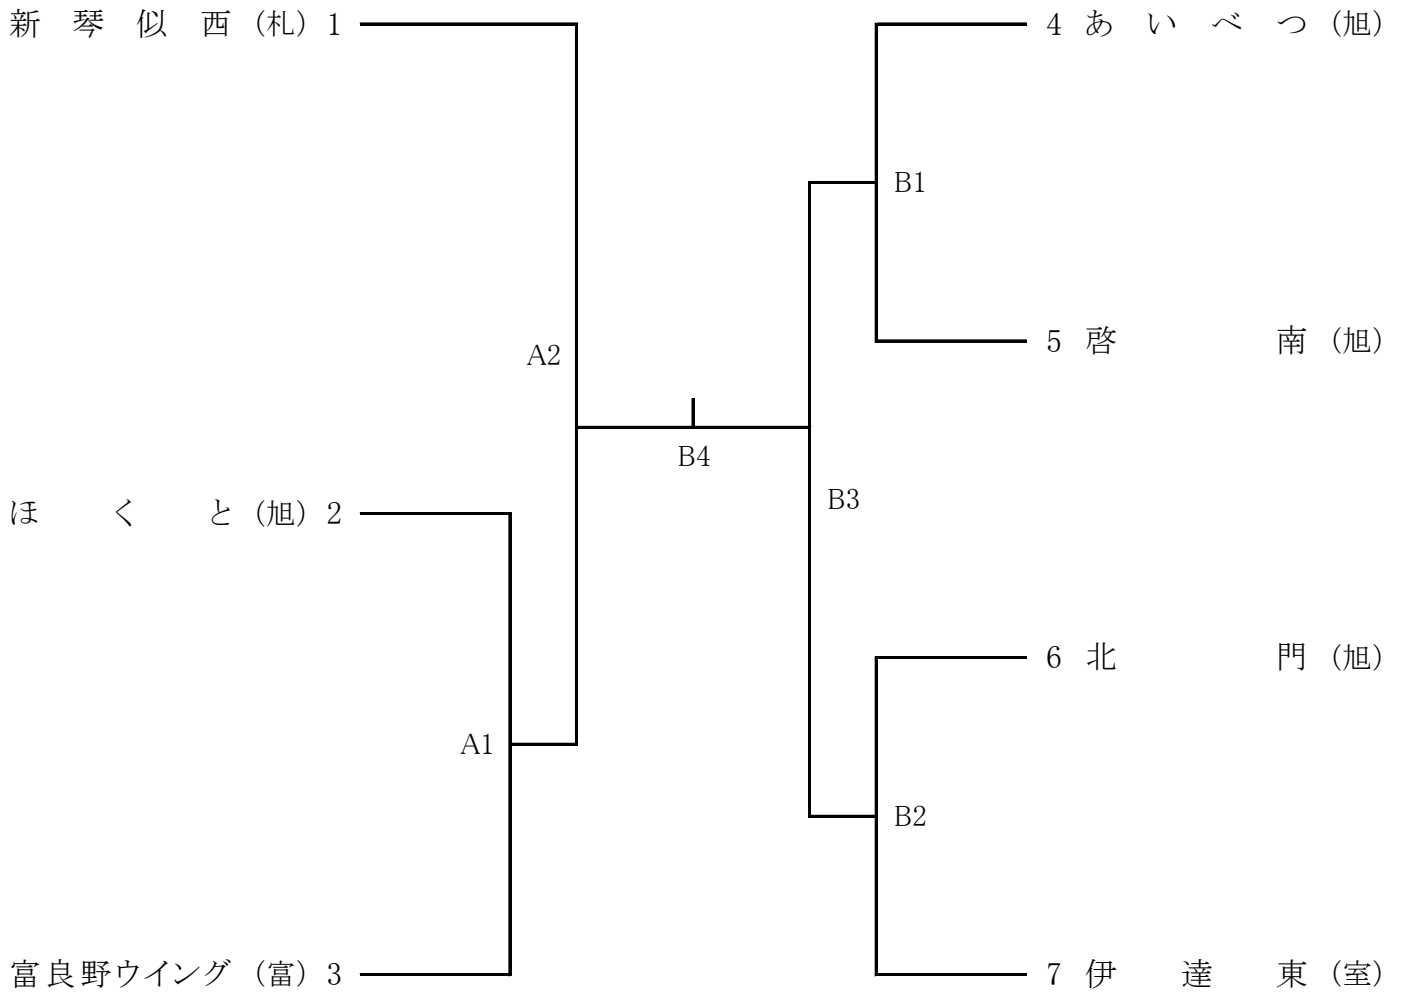 新琴似西（札）1
4 あいべつ（旭）
B1
5 啓南（旭）
A2
B4
B3
ほくと（旭）2
6 北門（旭）
A1
B2
富良野ウイング（富）3
7 伊達東（室）